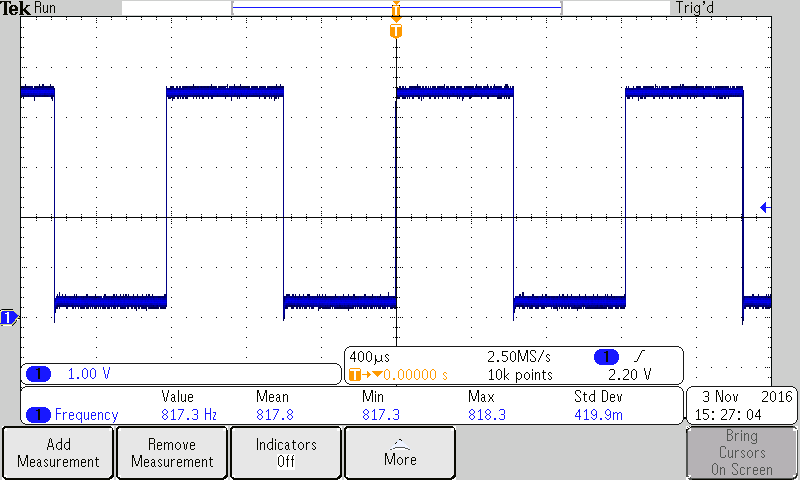 Tek Run T Trig'd
T
1
1 1.00 V
400µs 2.50MS/s 1
T→▼0.00000 s 10k points 2.20 V
Value Mean Min Max Std Dev
1 Frequency 817.3 Hz 817.8 817.3 818.3 419.9m
3 Nov 2016
15:27:04
Add
Measurement
Remove
Measurement
Indicators
Off
More
Bring
Cursors
On Screen